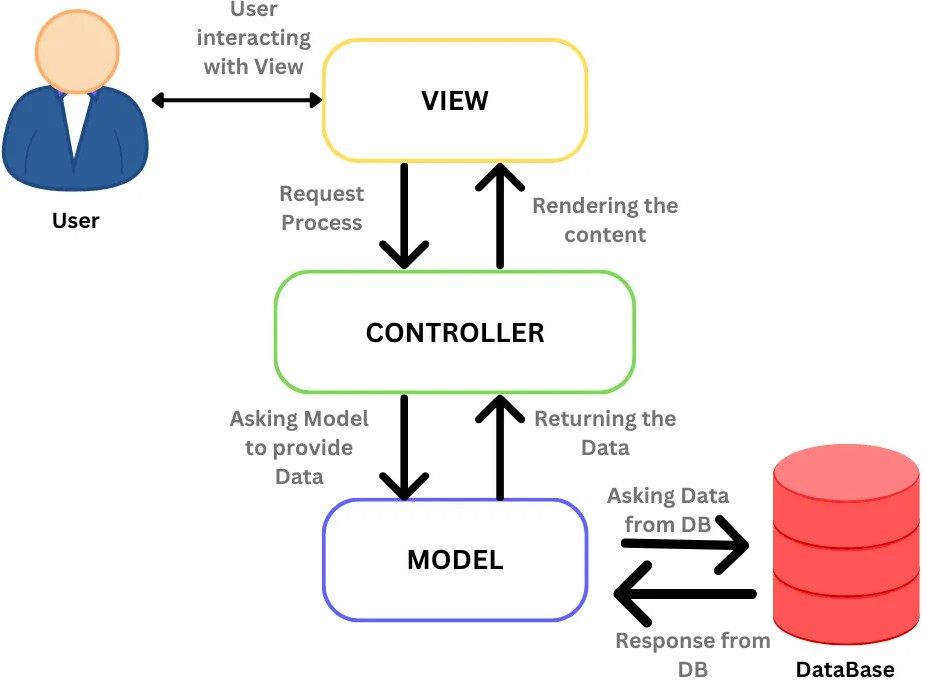 User
interacting
with View
VIEW
User
Request
Process
Rendering the
content
CONTROLLER
Asking Model
to provide
Data
Returning the
Data
Asking Data
from DB
MODEL
Response from
DB
DataBase